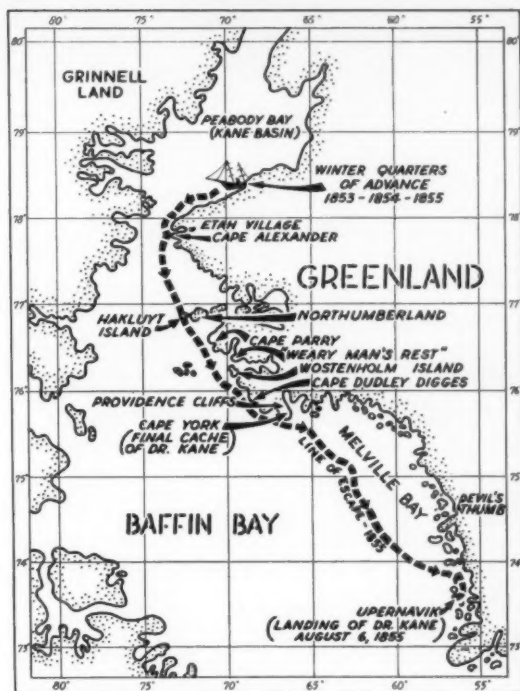 80° 75° 70° 65° 60° 55°
80°
80°
GRINNELL
LAND
PEABODY BAY
(KANE BASIN)
79°
79°
WINTER QUARTERS
OF ADVANCE
1853-1854-1855
78°
78°
ETAH VILLAGE
CAPE ALEXANDER
GREENLAND
77°
77°
HAKLUYT
ISLAND
NORTHUMBERLAND
CAPE PARRY
"WEARY MAN'S REST"
WOSTENHOLM ISLAND
76°
76°
CAPE DUDLEY DIGGES
PROVIDENCE CLIFFS
CAPE YORK
(FINAL CACHE
OF DR. KANE)
LINE OF ESCAPE-1855
MELVILLE BAY
75°
75°
DEVIL'S
THUMB
BAFFIN BAY
74°
74°
UPERNAVIK
(LANDING OF DR. KANE)
AUGUST 6, 1855
73°
73°
80° 75° 70° 65° 60° 55°